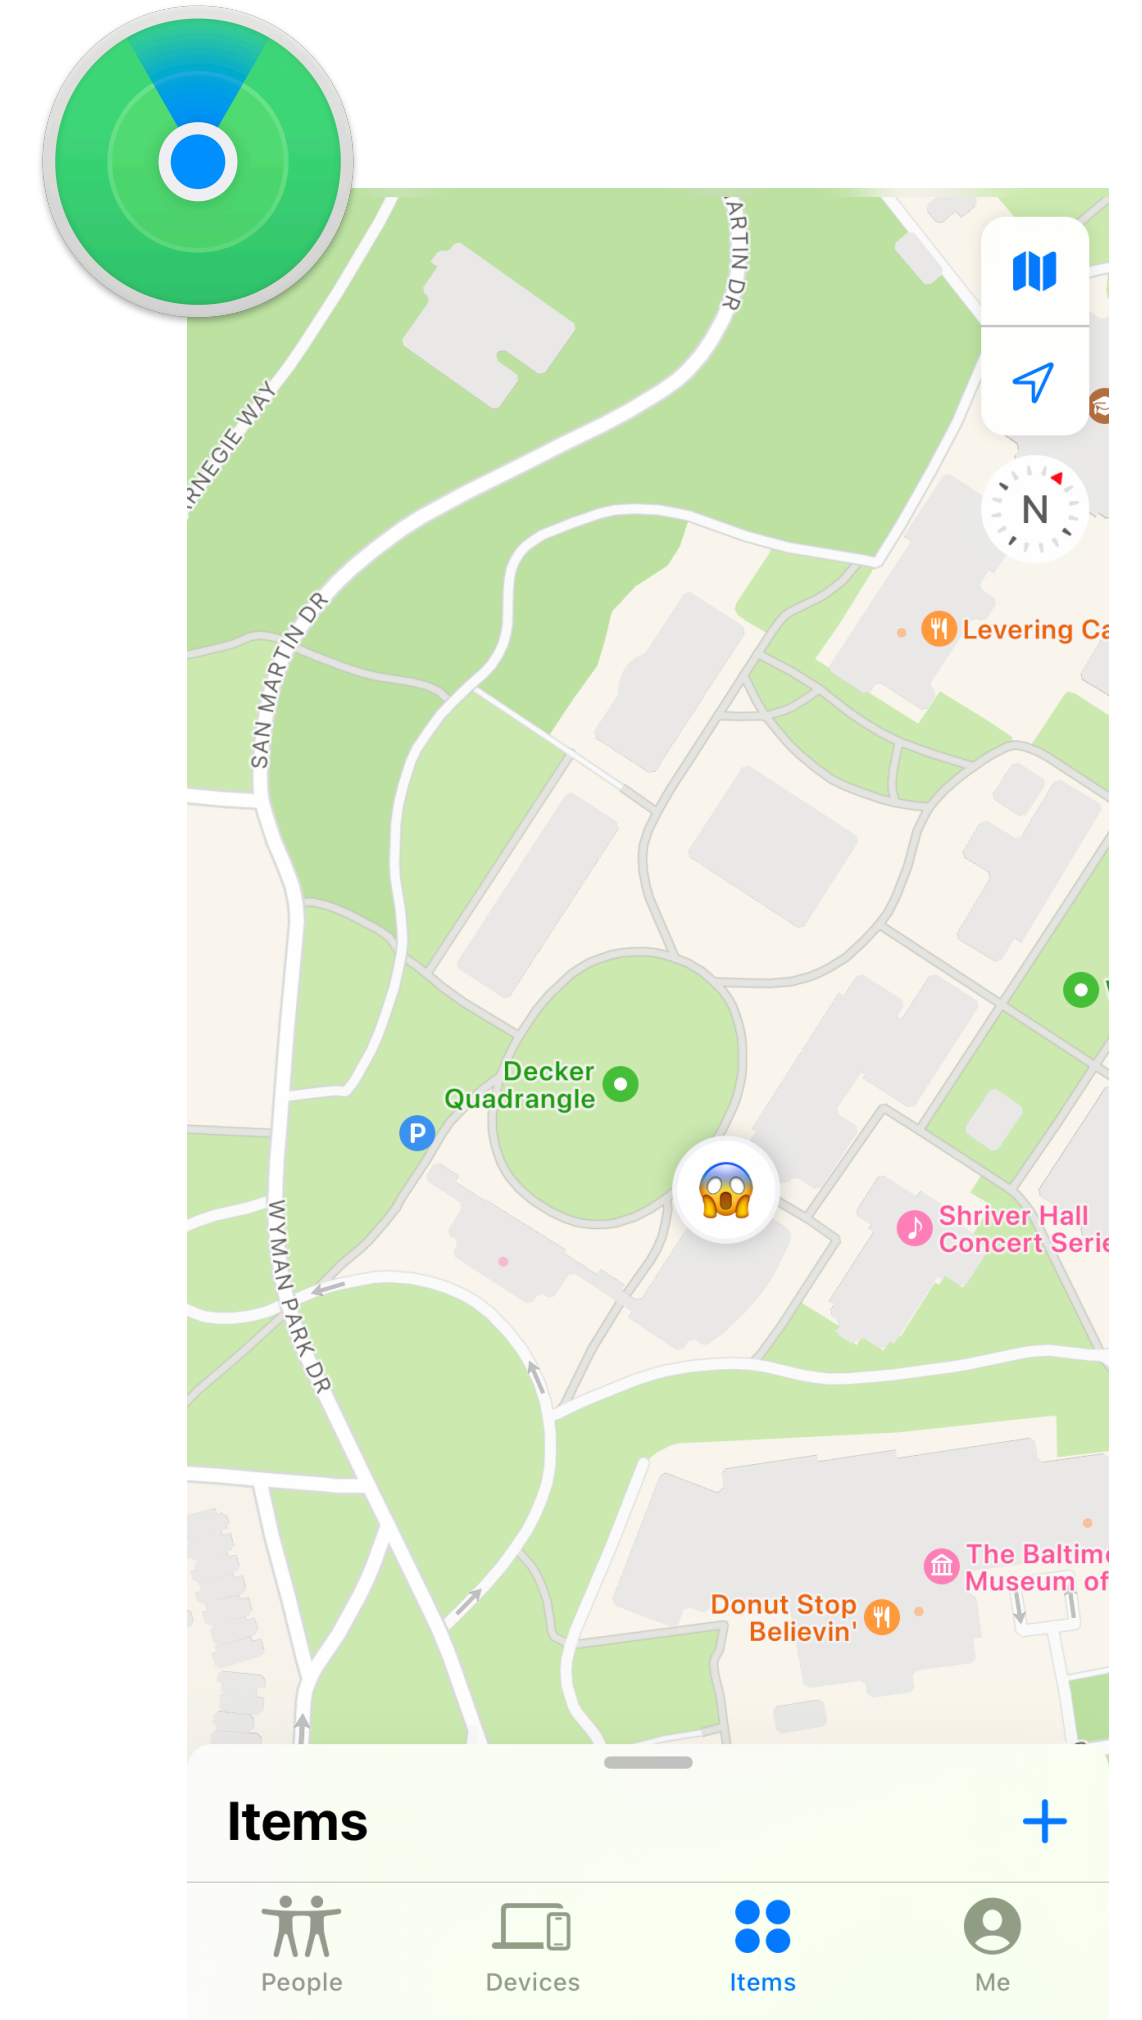 ARTIN DR
RNEGIE WAY
N
Levering Ca
SAN MARTIN DR
Decker
Quadrangle
P
Shriver Hall
Concert Serie
WYMAN PARK DR
The Baltimo
Museum of
Donut Stop
Believin'
Items
People
Devices
Items
Me